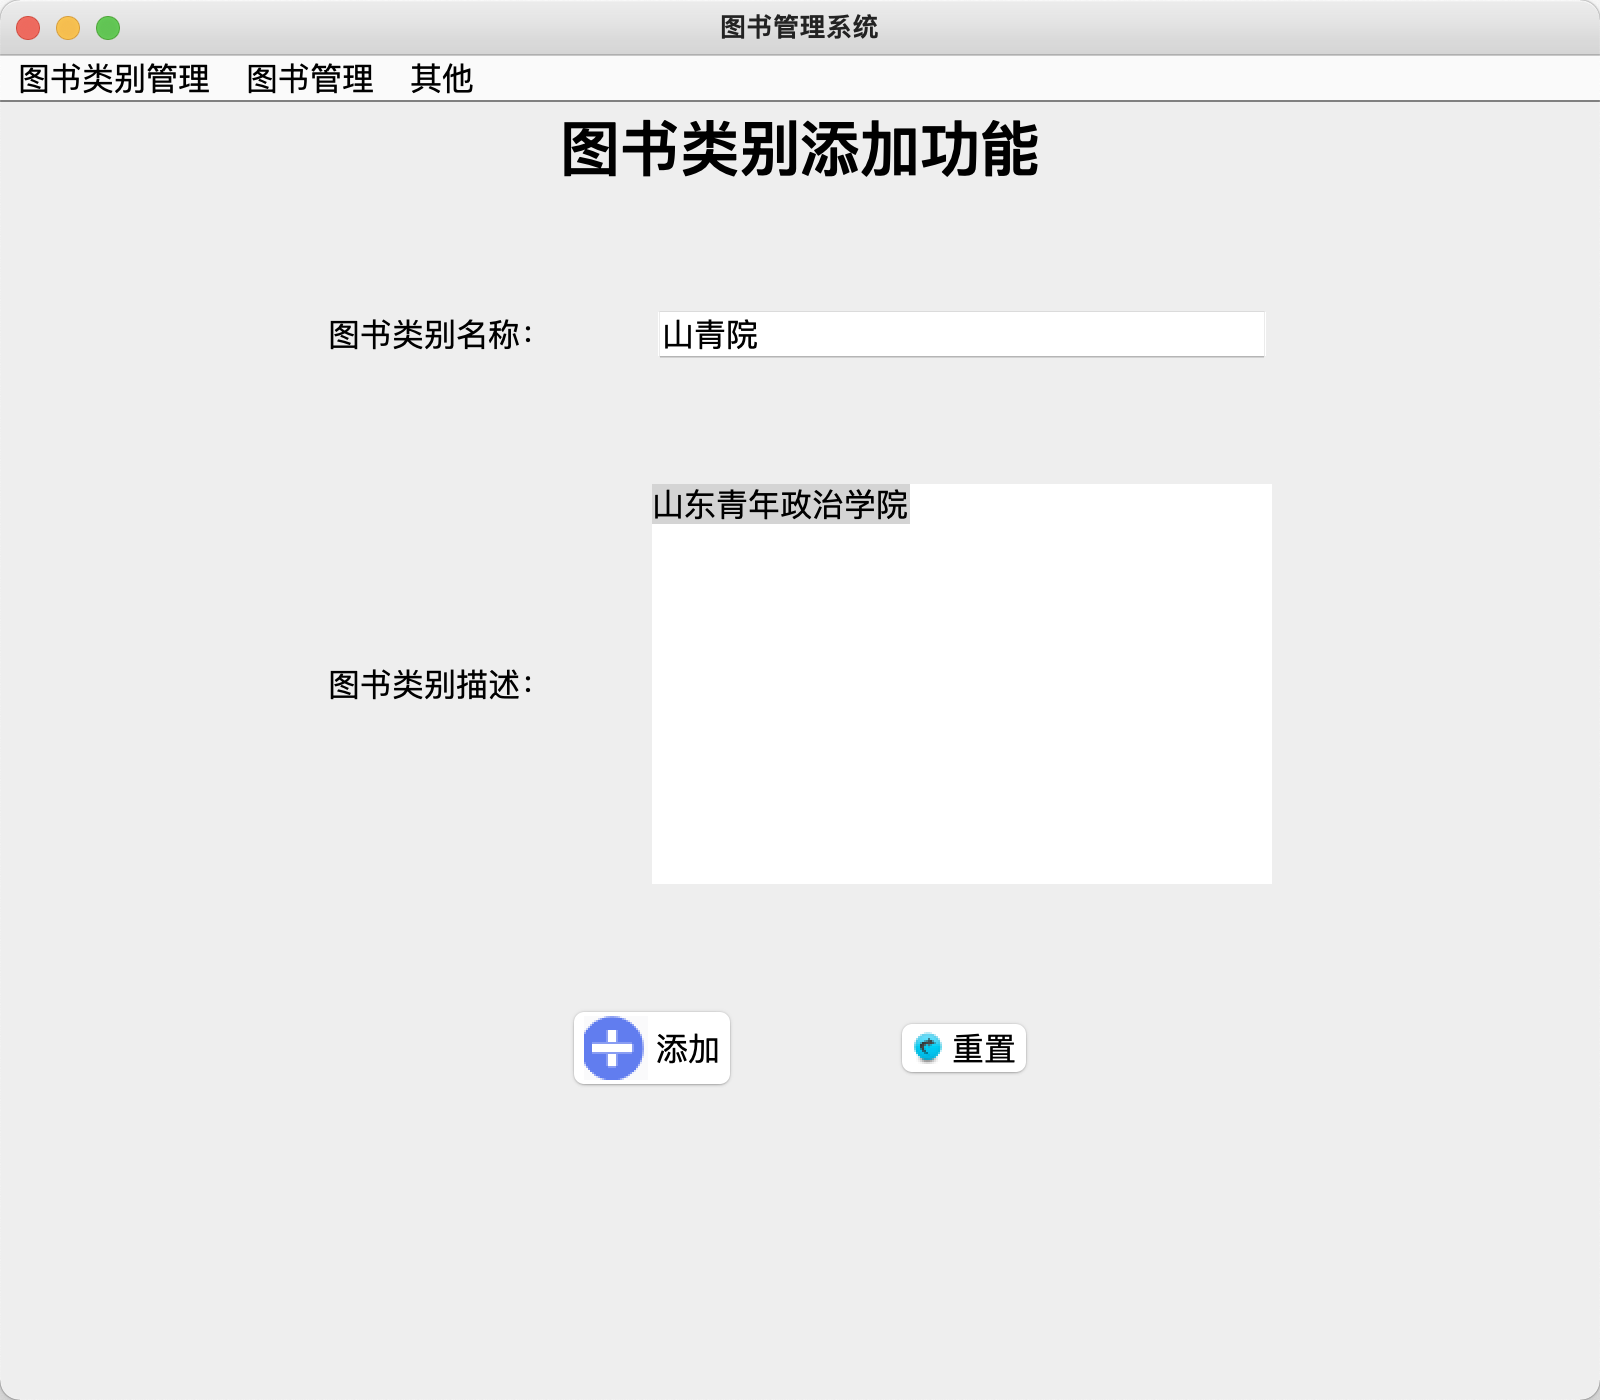 图书管理系统
图书类别管理 图书管理 其他
图书类别添加功能
图书类别名称：
山青院
图书类别描述：
山东青年政治学院
添加
重置